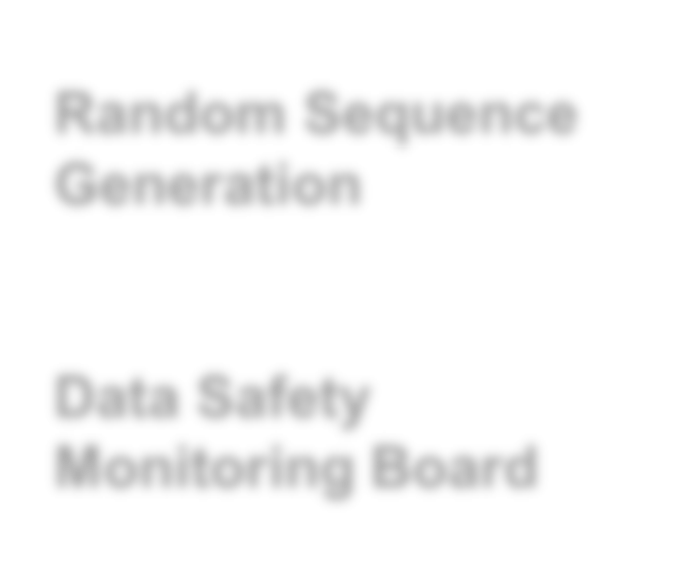 Random Sequence
Generation
Data Safety
Monitoring Board